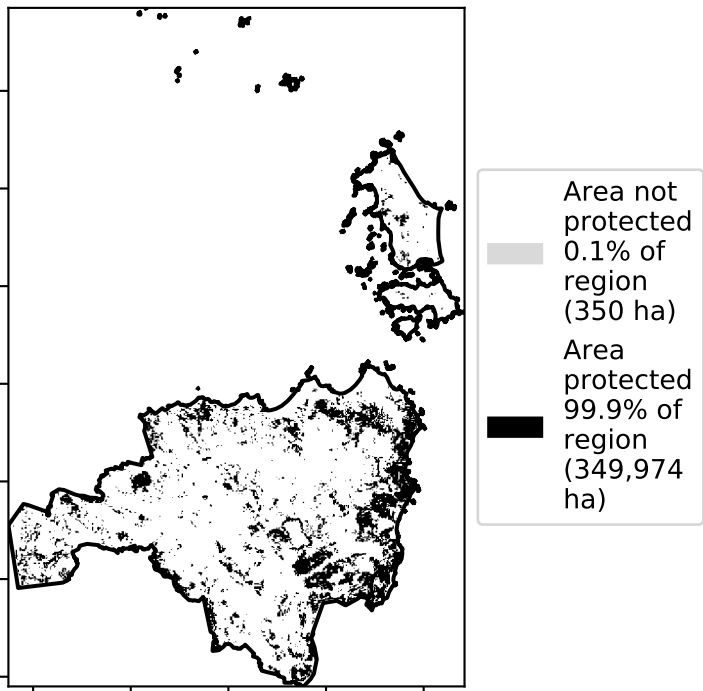 Area not
protected
0.1% of
region
(350 ha)
Area
protected
99.9% of
region
(349,974
ha)